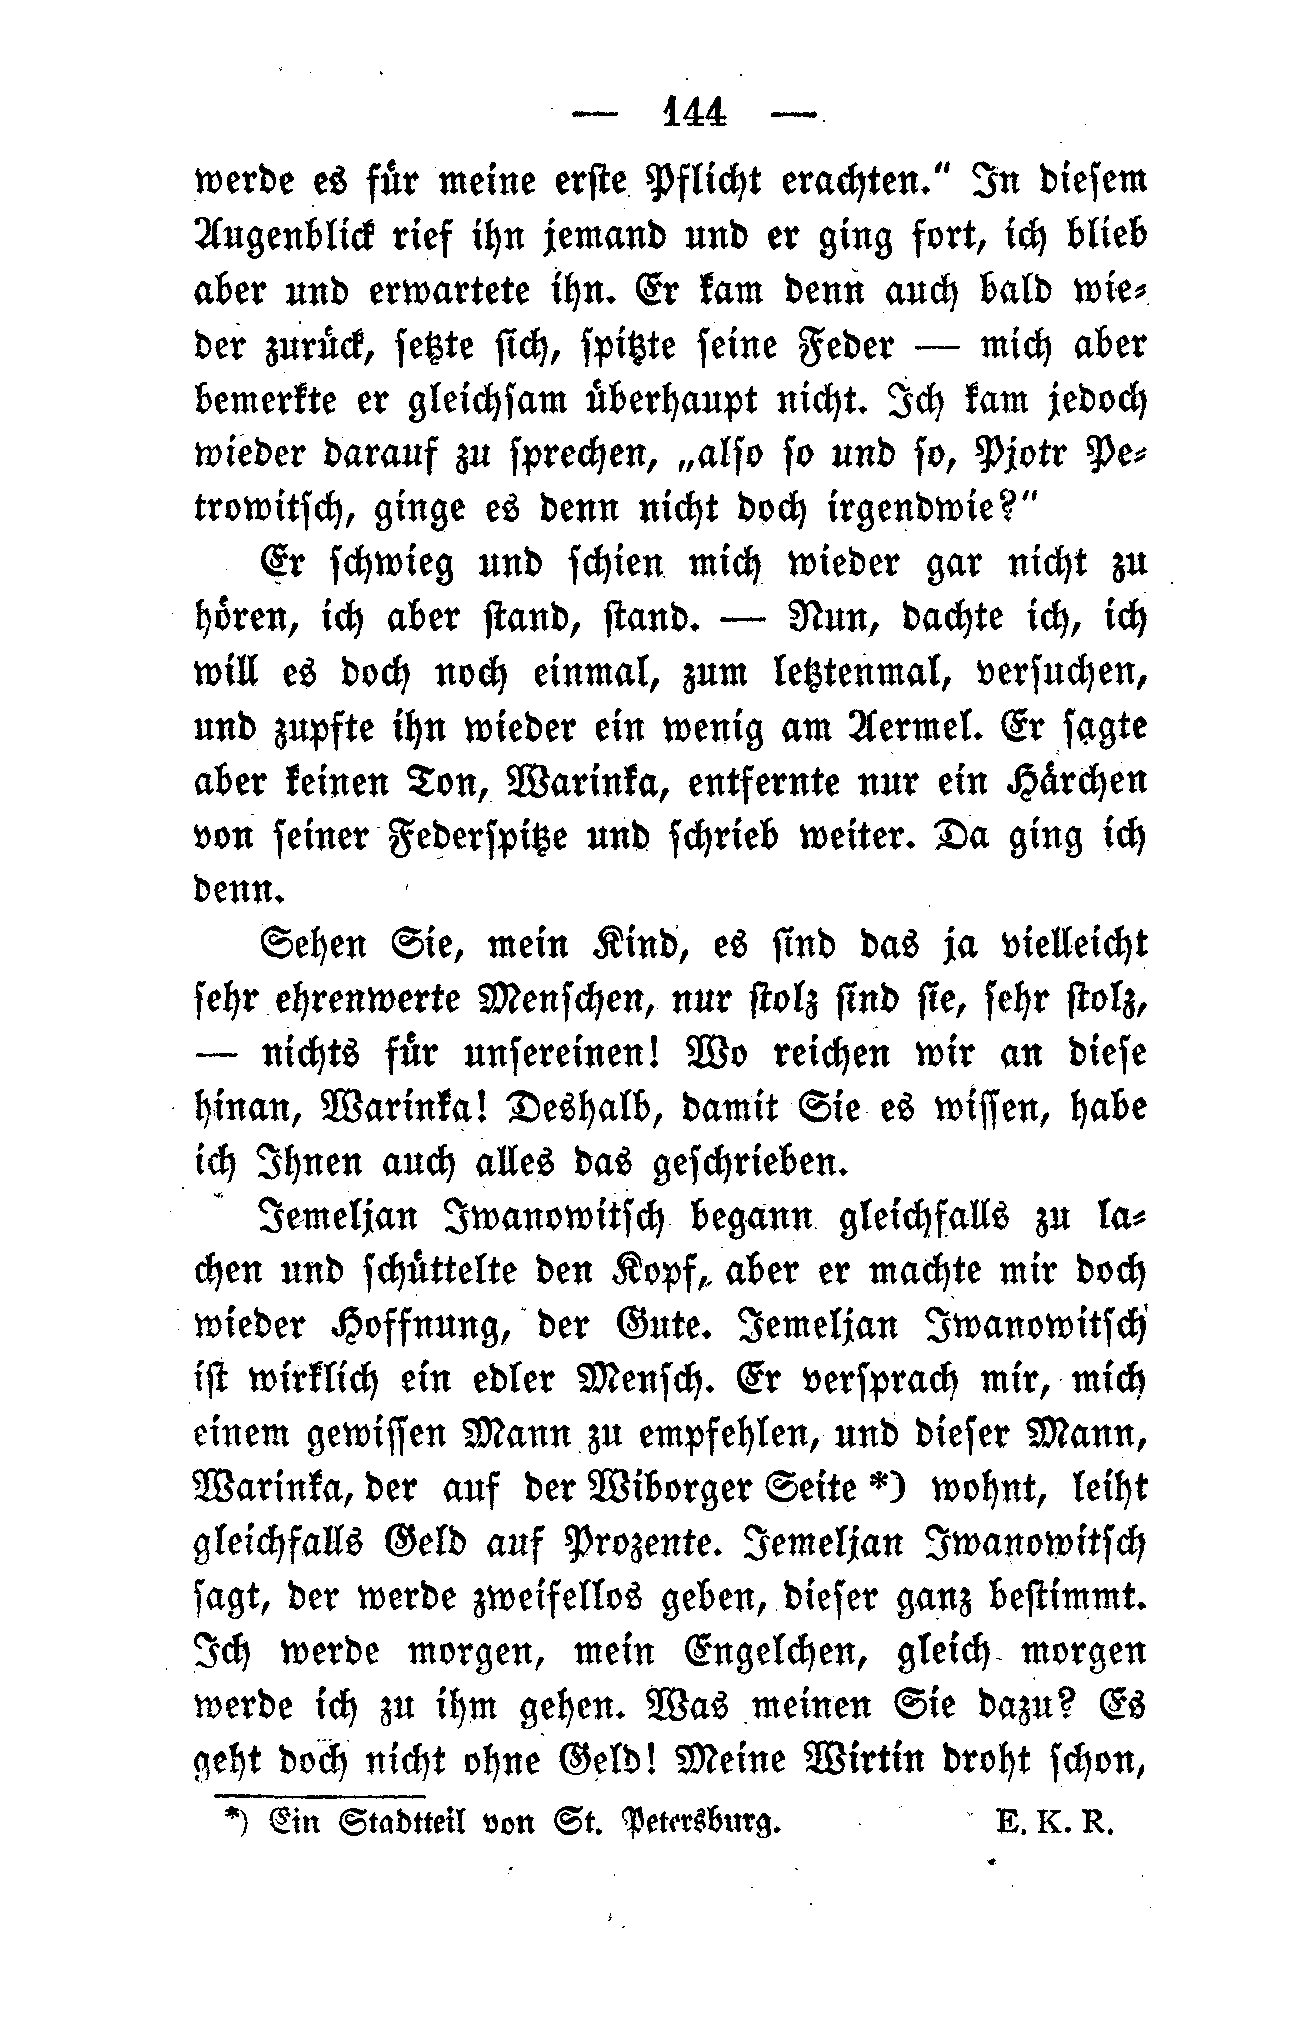 — 144 —
werde es für meine erste Pflicht erachten.“ In diesem
Augenblick rief ihn jemand und er ging fort, ich blieb
aber und erwartete ihn. Er kam denn auch bald wie-
der zurück, setzte sich, spitzte seine Feder — mich aber
bemerkte er gleichsam überhaupt nicht. Ich kam jedoch
wieder darauf zu sprechen, „also so und so, Pjotr Pe-
trowitsch, ginge es denn nicht doch irgendwie?“
Er schwieg und schien mich wieder gar nicht zu
hören, ich aber stand, stand. — Nun, dachte ich, ich
will es doch noch einmal, zum letztenmal, versuchen,
und zupfte ihn wieder ein wenig am Aermel. Er sagte
aber keinen Ton, Warinka, entfernte nur ein Härchen
von seiner Federspitze und schrieb weiter. Da ging ich
denn.
Sehen Sie, mein Kind, es sind das ja vielleicht
sehr ehrenwerte Menschen, nur stolz sind sie, sehr stolz,
— nichts für unsereinen! Wo reichen wir an diese
hinan, Warinka! Deshalb, damit Sie es wissen, habe
ich Ihnen auch alles das geschrieben.
Jemeljan Iwanowitsch begann gleichfalls zu la-
chen und schüttelte den Kopf, aber er machte mir doch
wieder Hoffnung, der Gute. Jemeljan Iwanowitsch
ist wirklich ein edler Mensch. Er versprach mir, mich
einem gewissen Mann zu empfehlen, und dieser Mann,
Warinka, der auf der Wiborger Seite *) wohnt, leiht
gleichfalls Geld auf Prozente. Jemeljan Iwanowitsch
sagt, der werde zweifellos geben, dieser ganz bestimmt.
Ich werde morgen, mein Engelchen, gleich morgen
werde ich zu ihm gehen. Was meinen Sie dazu? Es
geht doch nicht ohne Geld! Meine Wirtin droht schon,
*) Ein Stadtteil von St. Petersburg. E. K. R.